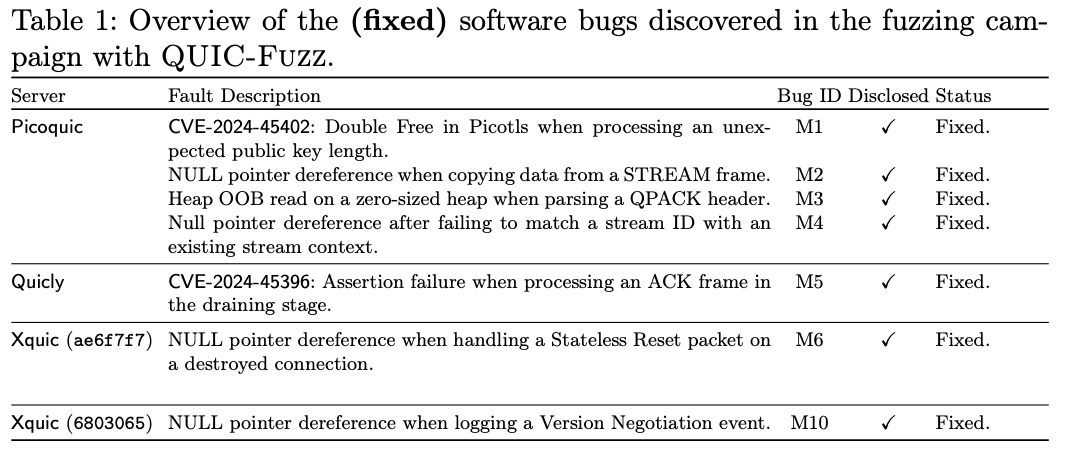 Table 1: Overview of the (fixed) software bugs discovered in the fuzzing cam-
paign with QUIC-Fuzz.
Server Fault Description Bug ID Disclosed Status
Picoquic CVE-2024-45402: Double Free in Picotls when processing an unex- M1 ✓ Fixed.
pected public key length.
NULL pointer dereference when copying data from a STREAM frame. M2 ✓ Fixed.
Heap OOB read on a zero-sized heap when parsing a QPACK header. M3 ✓ Fixed.
Null pointer dereference after failing to match a stream ID with an M4 ✓ Fixed.
existing stream context.
Quicly CVE-2024-45396: Assertion failure when processing an ACK frame in M5 ✓ Fixed.
the draining stage.
Xquic (ae6f7f7) NULL pointer dereference when handling a Stateless Reset packet on M6 ✓ Fixed.
a destroyed connection.
Xquic (6803065) NULL pointer dereference when logging a Version Negotiation event. M10 ✓ Fixed.